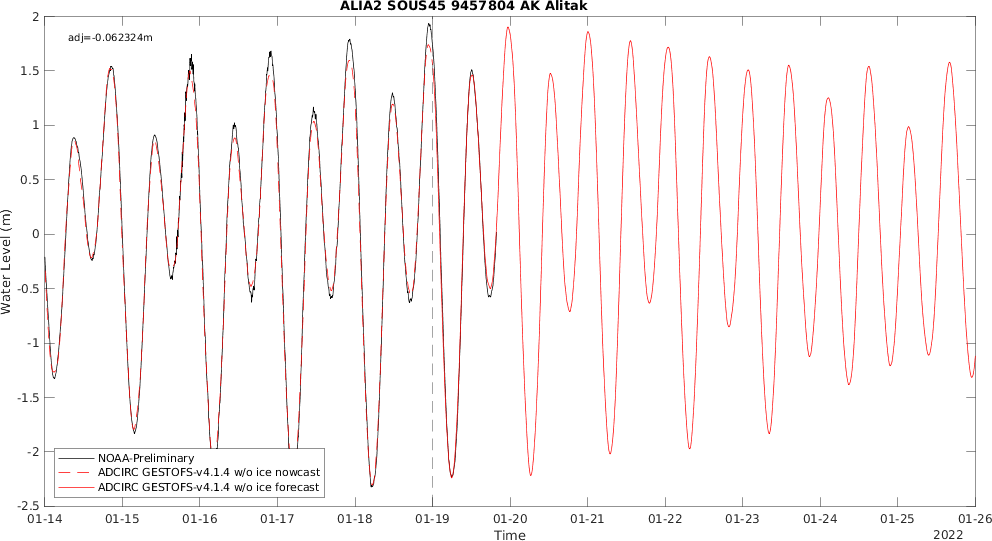 ALIA2 SOUS45 9457804 AK Alitak
adj=-0.062324m
Water Level (m)
2
1.5
1
0.5
0
-0.5
-1
-1.5
-2
-2.5
NOAA-Preliminary
ADCIRC GESTOFS-v4.1.4 w/o ice nowcast
ADCIRC GESTOFS-v4.1.4 w/o ice forecast
01-14 01-15 01-16 01-17 01-18 01-19 01-20 01-21 01-22 01-23 01-24 01-25 01-26
Time
2022